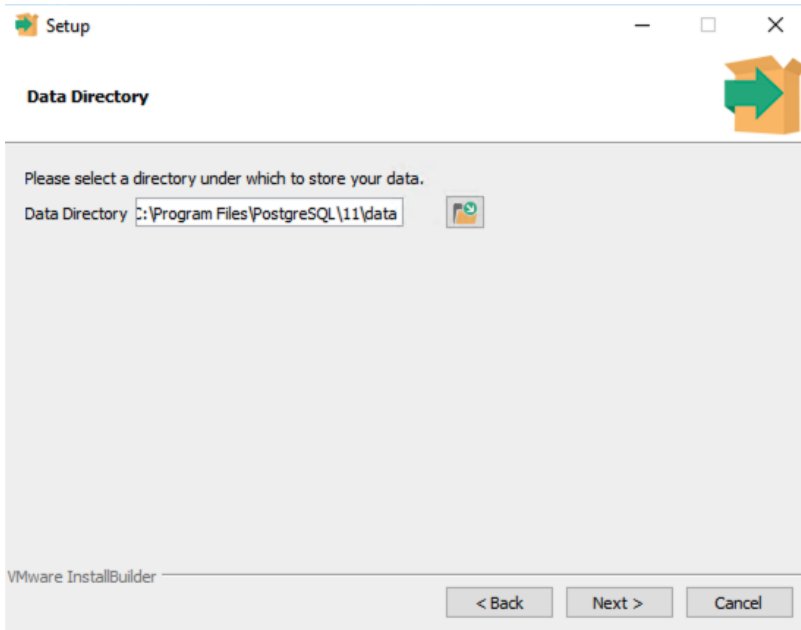 Setup
Data Directory
Please select a directory under which to store your data.
Data Directory C:\Program Files\PostgreSQL\11\data
VMware InstallBuilder
< Back Next > Cancel